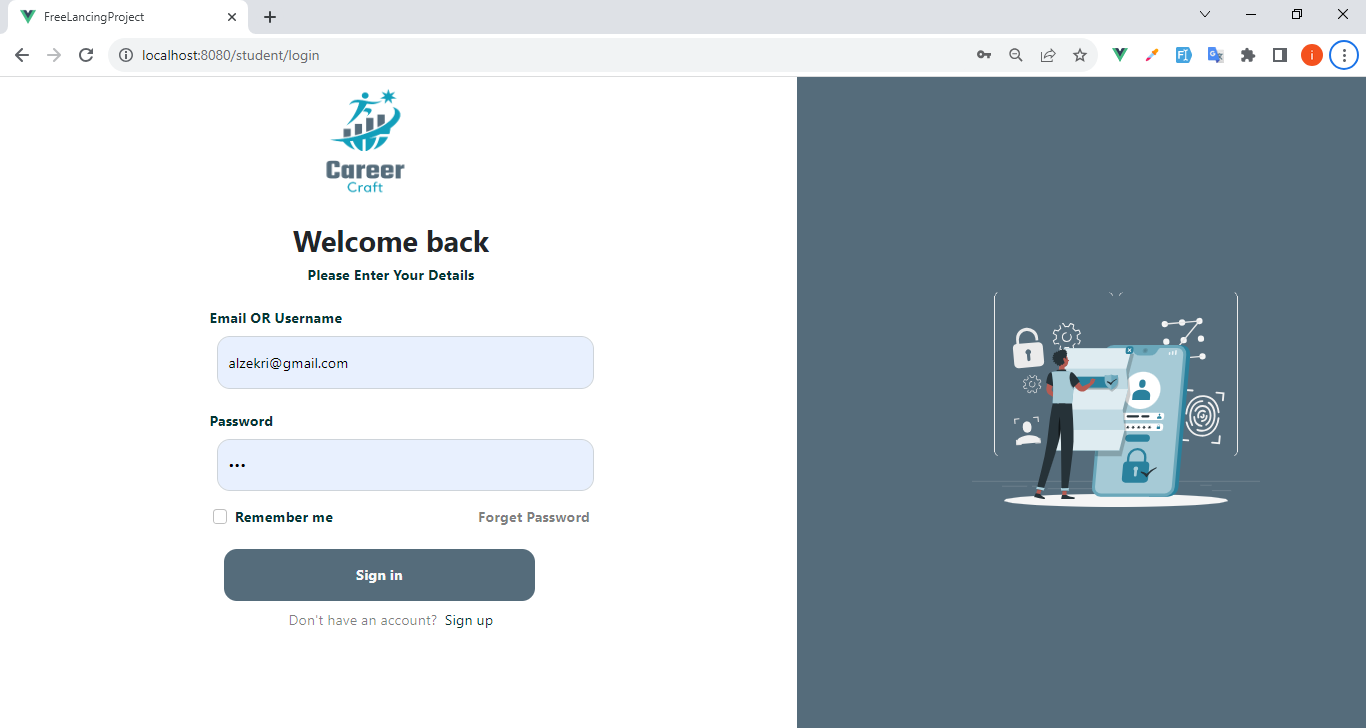 FreeLancingProject
localhost:8080/student/login
Career
Craft
Welcome back
Please Enter Your Details
Email OR Username
alzekri@gmail.com
Password
•••
Remember me
Forget Password
Sign in
Don't have an account? Sign up